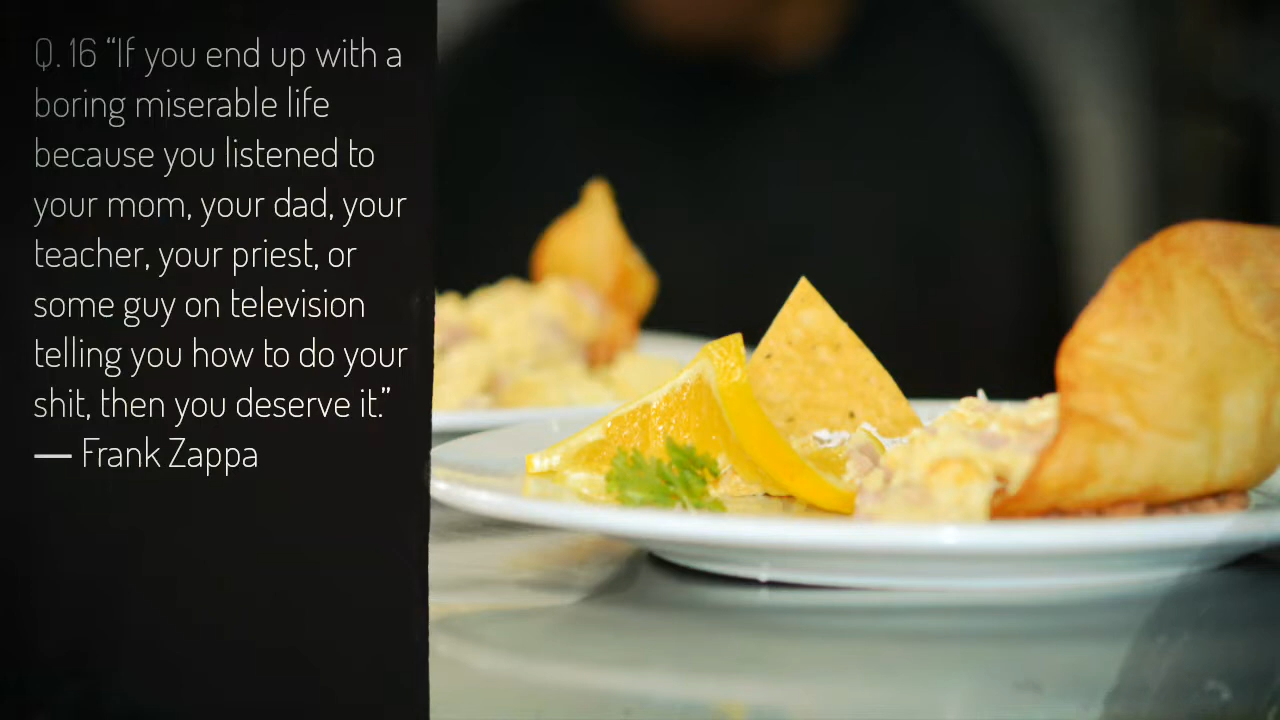 Q. 16 “If you end up with a
boring miserable life
because you listened to
your mom, your dad, your
teacher, your priest, or
some guy on television
telling you how to do your
shit, then you deserve it.”
— Frank Zappa